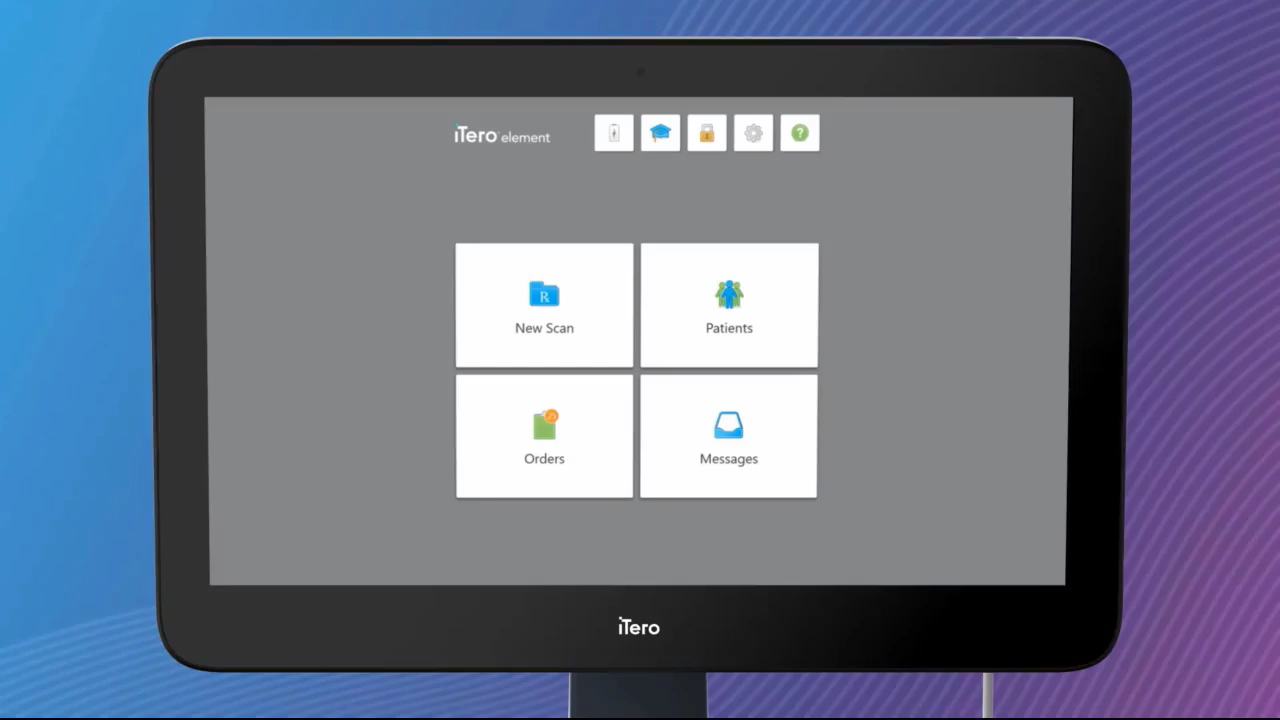 iTero element
?
New Scan
Patients
Orders
Messages
iTero